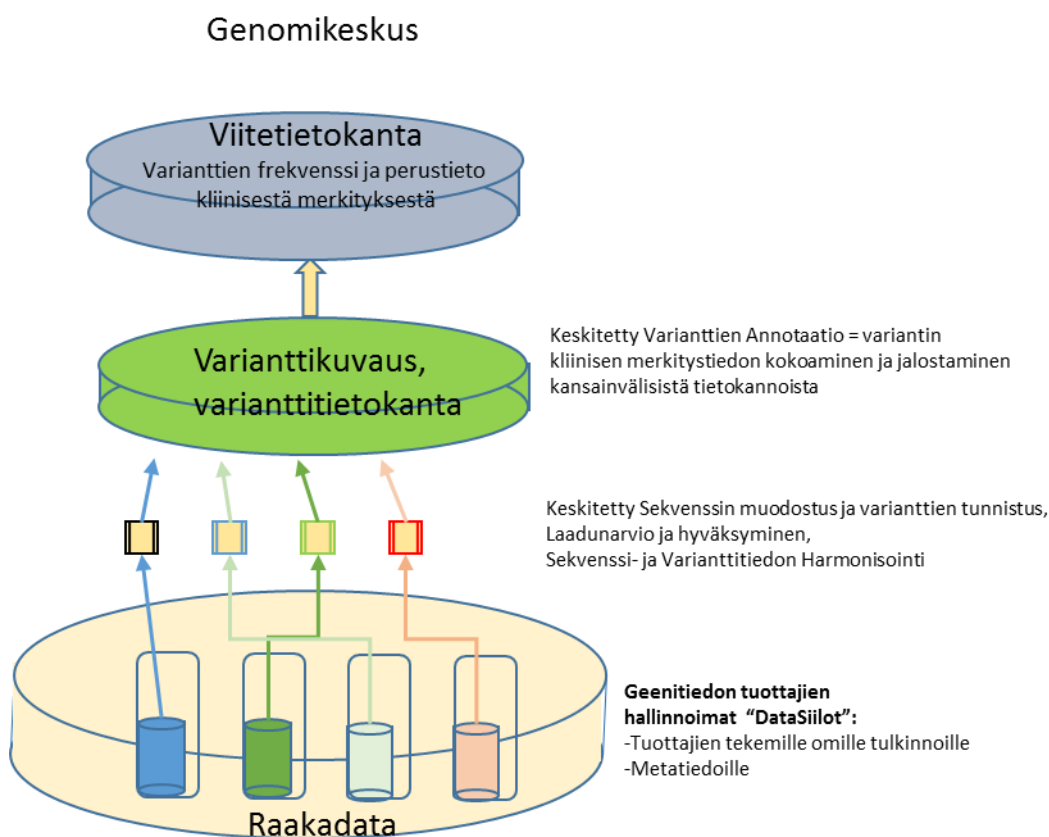 Genomikeskus
Viitetietokanta
Varianttien frekvenssi ja perustieto
kliinisestä merkityksestä
Varianttikuvaus,
varianttitietokanta
Keskitetty Varianttien Annotaatio = variantin
kliinisen merkitystiedon kokoaminen ja jalostaminen
kansainvälisistä tietokannoista
Keskitetty Sekvenssin muodostus ja varianttien tunnistus,
Laadunarvio ja hyväksyminen,
Sekvenssi- ja Varianttitiedon Harmonisointi
Geenitiedon tuottajien
hallinnoimat "DataSiilot":
-Tuottajien tekemille omille tulkinnoille
-Metatiedoille
Raakadata